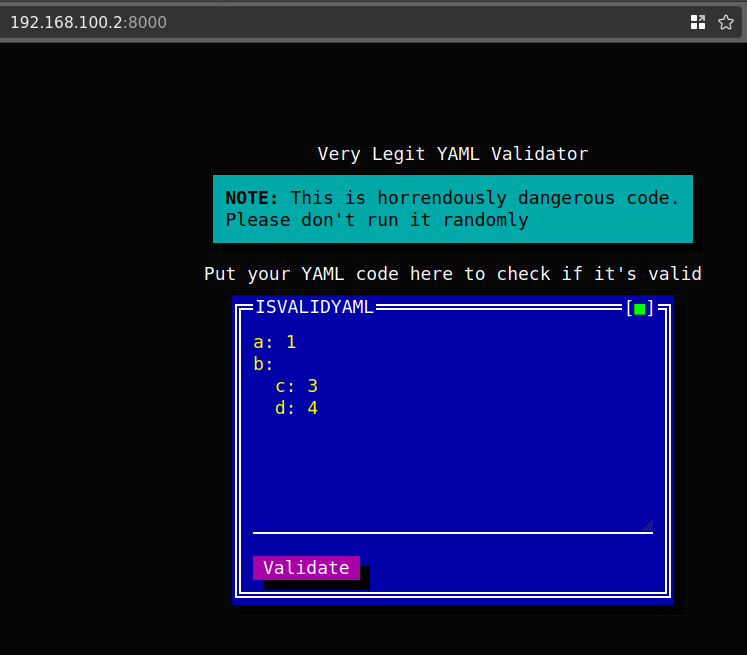 192.168.100.2:8000
Very Legit YAML Validator
NOTE: This is horrendously dangerous code.
Please don't run it randomly
Put your YAML code here to check if it's valid
ISVALIDYAML [■]
a: 1
b:
  c: 3
  d: 4
Validate